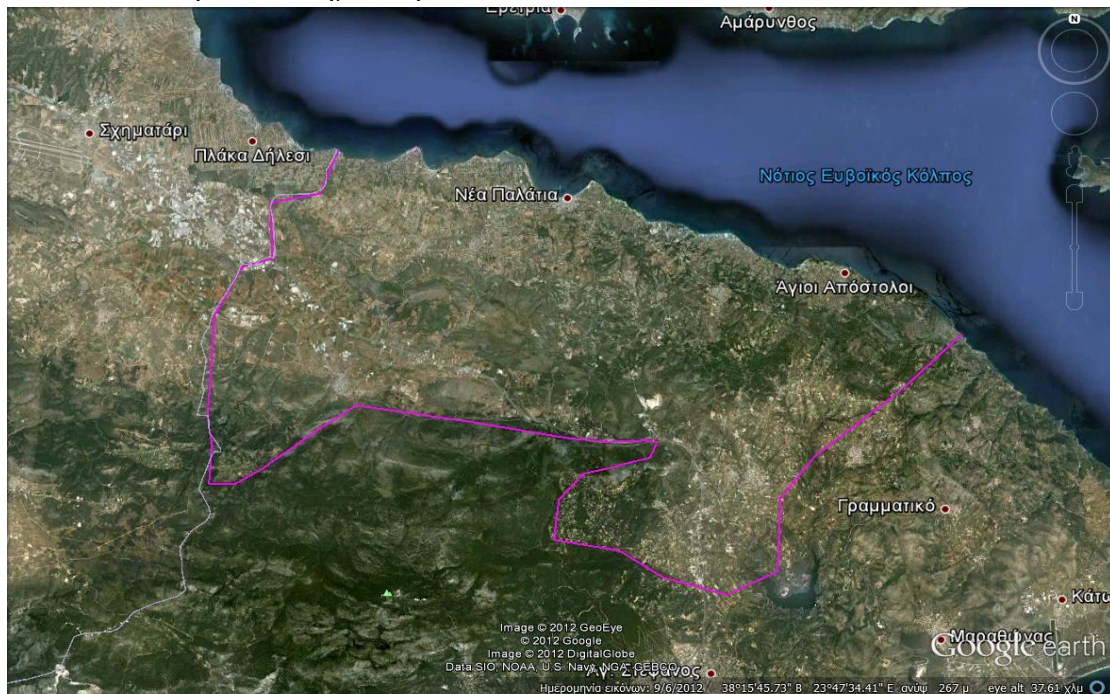 Ερέτρια
Αμάρυνθος
N
Σχηματάρι
Πλάκα Δήλεσι
Νότιος Ευβοϊκός Κόλπος
Νέα Παλάτια
Άγιοι Απόστολοι
Γραμματικό
Κάτω
Μαραθώνας
Google earth
Image © 2012 GeoEye
© 2012 Google
Image © 2012 DigitalGlobe
Data SIO, NOAA, U.S. Navy, NGA, GEBCO
Αγ. Στέφανος
Ημερομηνία εικόνων: 9/6/2012 38°15'45.73" Β 23°47'34.41" Ε ανύψ 267 μ eye alt 37.61 χλμ